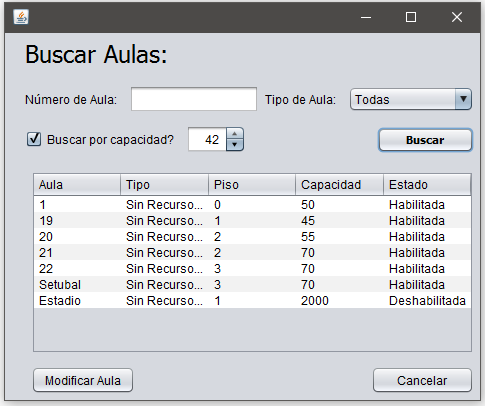 Buscar Aulas:
Número de Aula: Tipo de Aula: Todas
Buscar por capacidad? 42 Buscar
Aula Tipo Piso Capacidad Estado
1 Sin Recurso... 0 50 Habilitada
19 Sin Recurso... 1 45 Habilitada
20 Sin Recurso... 2 55 Habilitada
21 Sin Recurso... 2 70 Habilitada
22 Sin Recurso... 3 70 Habilitada
Setubal Sin Recurso... 3 70 Habilitada
Estadio Sin Recurso... 1 2000 Deshabilitada
Modificar Aula Cancelar